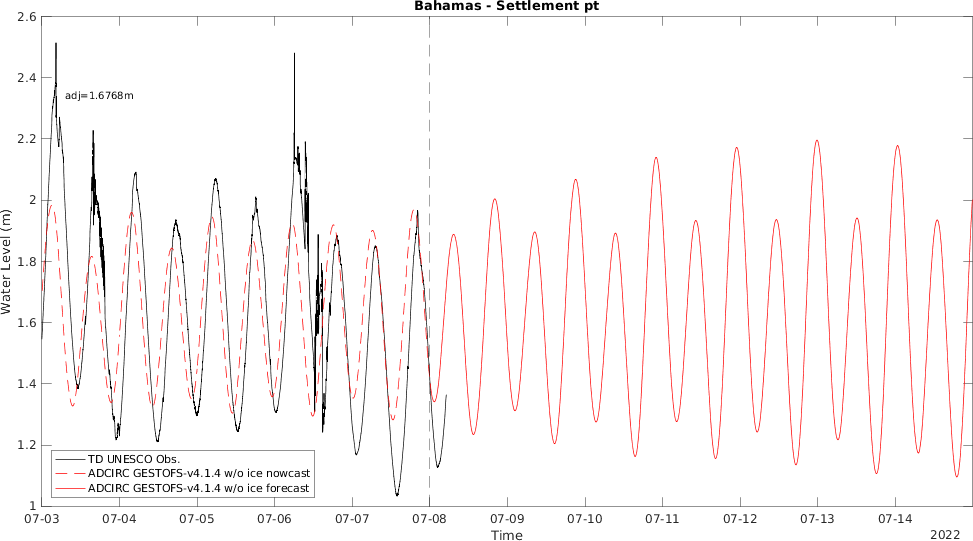 Bahamas - Settlement pt
2.6
2.4
2.2
2
1.8
1.6
1.4
1.2
1
Water Level (m)
adj=1.6768m
TD UNESCO Obs.
ADCIRC GESTOFS-v4.1.4 w/o ice nowcast
ADCIRC GESTOFS-v4.1.4 w/o ice forecast
07-03 07-04 07-05 07-06 07-07 07-08 07-09 07-10 07-11 07-12 07-13 07-14
Time
2022